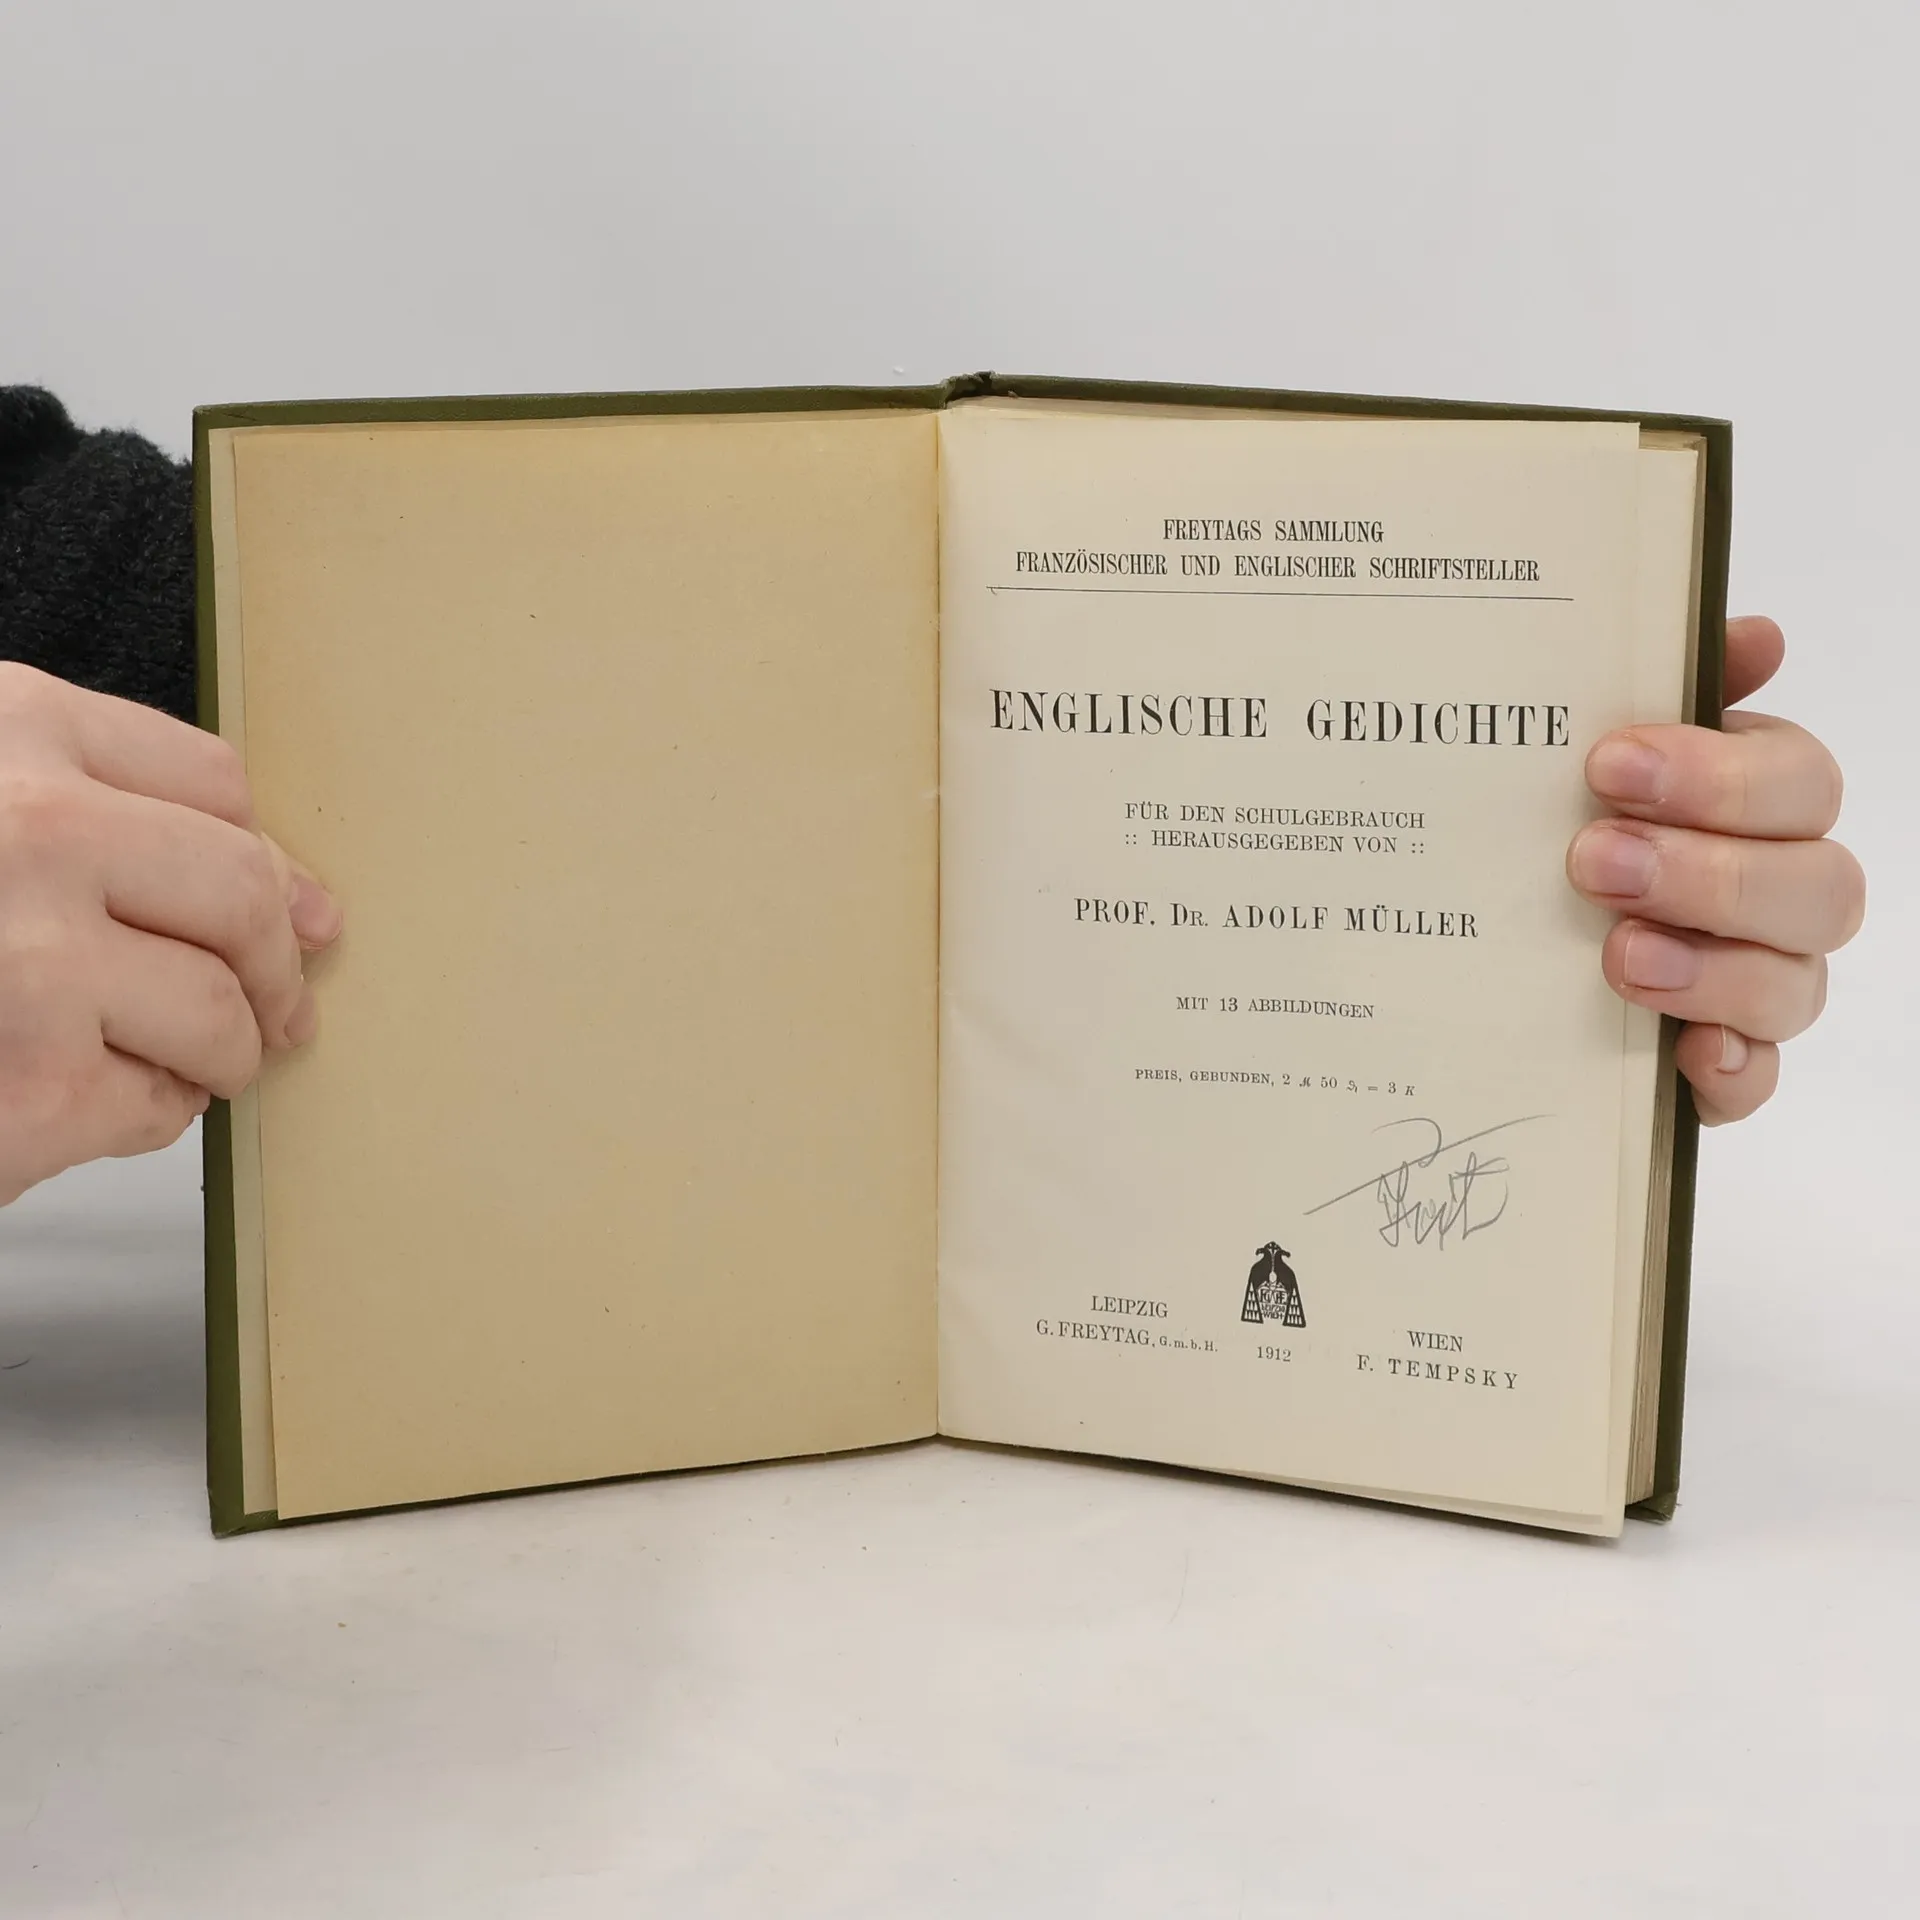 FREYTAGS SAMMLUNG
FRANZÖSISCHER UND ENGLISCHER SCHRIFTSTELLER
ENGLISCHE GEDICHTE
FÜR DEN SCHULGEBRAUCH
:: HERAUSGEGEBEN VON ::
PROF. DR. ADOLF MÜLLER
MIT 13 ABBILDUNGEN
PREIS, GEBUNDEN, 2 ℳ 50 ₰ = 3 K
LEIPZIG
G. FREYTAG, G.m.b.H.
1912
WIEN
F. TEMPSKY